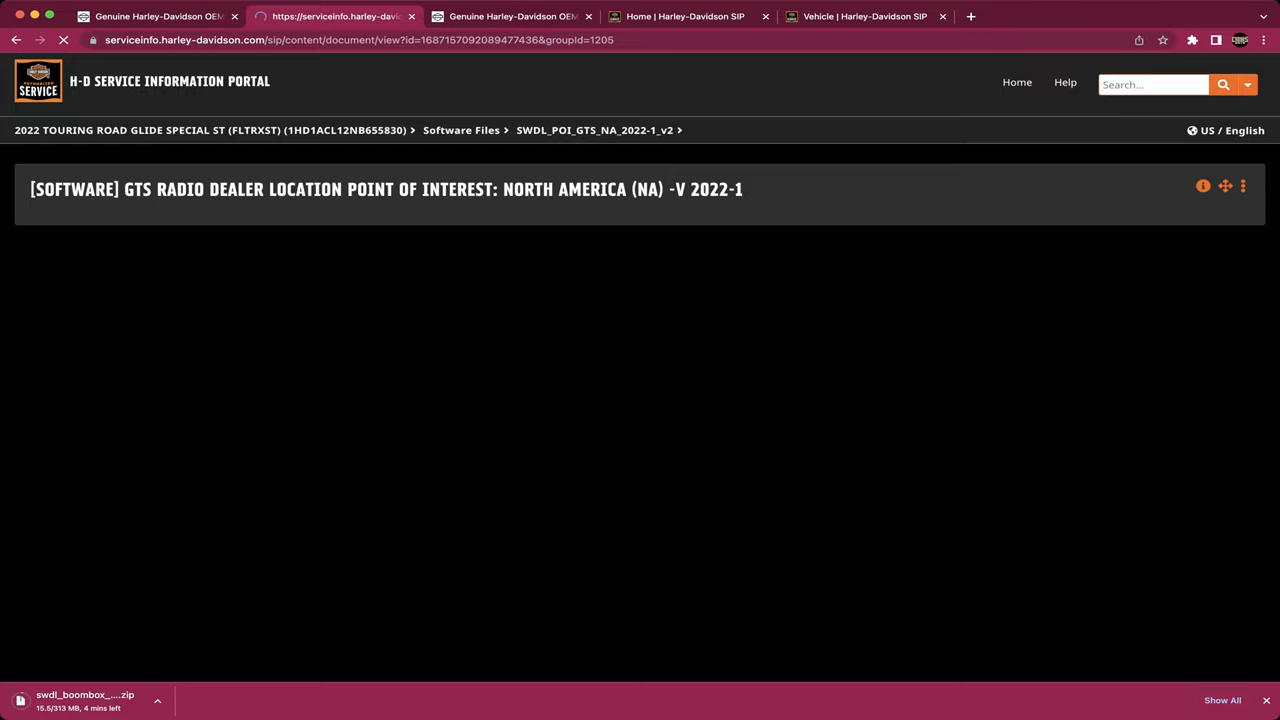 Genuine Harley-Davidson OEM
https://serviceinfo.harley-davi
Genuine Harley-Davidson OEM
Home | Harley-Davidson SIP
Vehicle | Harley-Davidson SIP
serviceinfo.harley-davidson.com/sip/content/document/view?id=1687157092089477436&groupId=1205
HARLEY-DAVIDSON
SERVICE
H-D SERVICE INFORMATION PORTAL
Home
Help
Search...
2022 TOURING ROAD GLIDE SPECIAL ST (FLTRXST) (1HD1ACL12NB655830) > Software Files > SWDL_POI_GTS_NA_2022-1_v2 >
US / English
[SOFTWARE] GTS RADIO DEALER LOCATION POINT OF INTEREST: NORTH AMERICA (NA) -V 2022-1
swdl_boombox_....zip
15.5/313 MB, 4 mins left
Show All